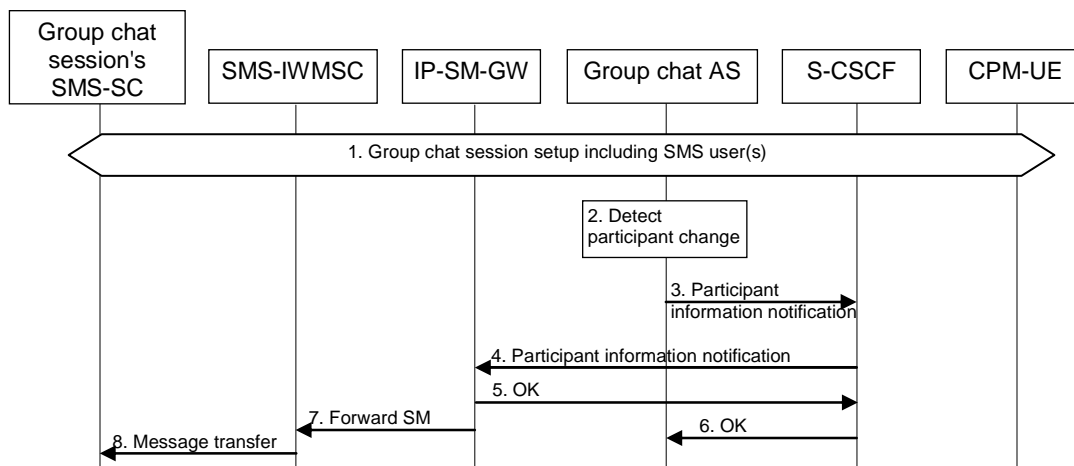 Group chat
session's
SMS-SC
SMS-IWMSC
IP-SM-GW
Group chat AS
S-CSCF
CPM-UE
1. Group chat session setup including SMS user(s)
2. Detect
participant change
3. Participant
information notification
4. Participant information notification
5. OK
7. Forward SM
6. OK
8. Message transfer